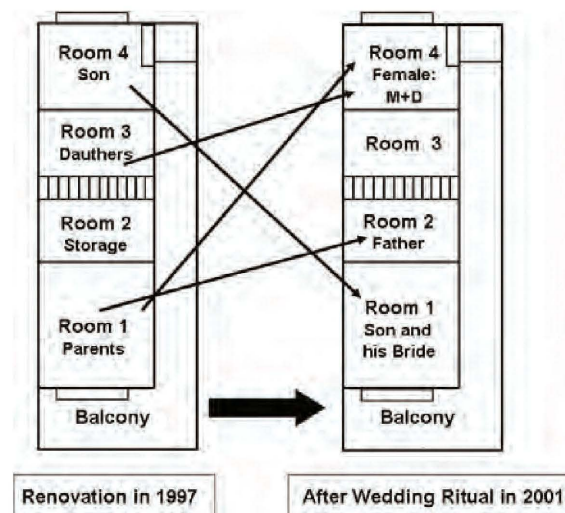 Room 4
Son
Room 3
Dauthers
Room 2
Storage
Room 1
Parents
Balcony
Renovation in 1997
Room 4
Female:
M+D
Room 3
Room 2
Father
Room 1
Son and
his Bride
Balcony
After Wedding Ritual in 2001